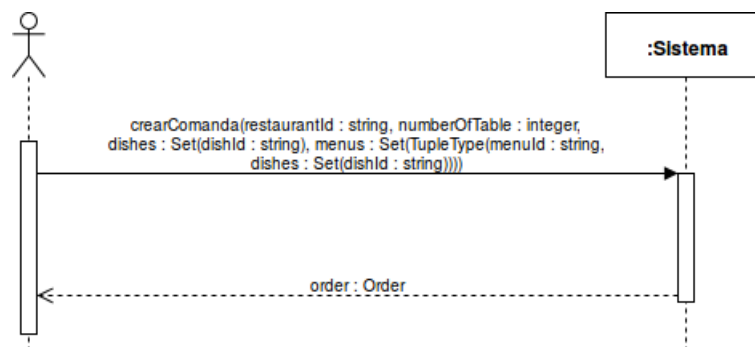 :Sistema
crearComanda(restaurantId : string, numberOfTable : integer,
dishes : Set(dishId : string), menus : Set(TupleType(menuId : string,
dishes : Set(dishId : string))))
order : Order